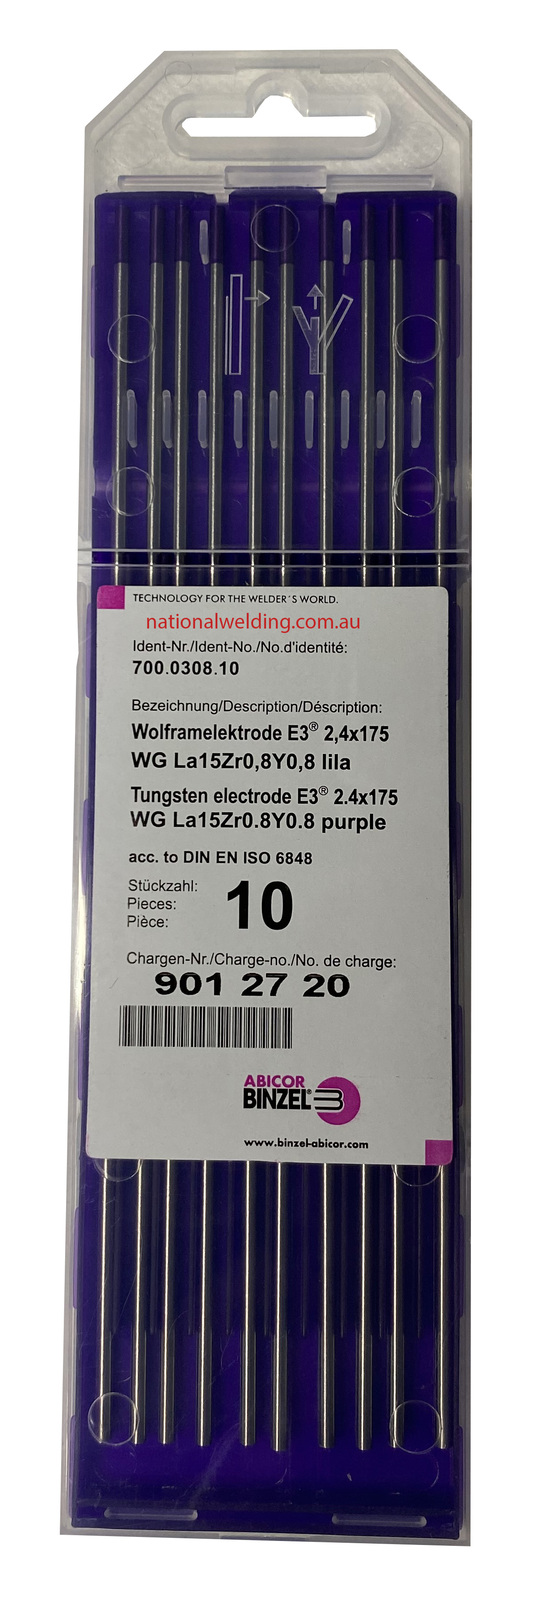 TECHNOLOGY FOR THE WELDER´S WORLD.
nationalwelding.com.au
Ident-Nr./Ident-No./No.d'identité:
700.0308.10
Bezeichnung/Description/Déscription:
Wolframelektrode E3® 2,4x175
WG La15Zr0,8Y0,8 lila
Tungsten electrode E3® 2.4x175
WG La15Zr0.8Y0.8 purple
acc. to DIN EN ISO 6848
Stückzahl:
Pieces:
Pièce:
10
Chargen-Nr./Charge-no./No. de charge:
901 27 20
ABICOR
BINZEL®
www.binzel-abicor.com